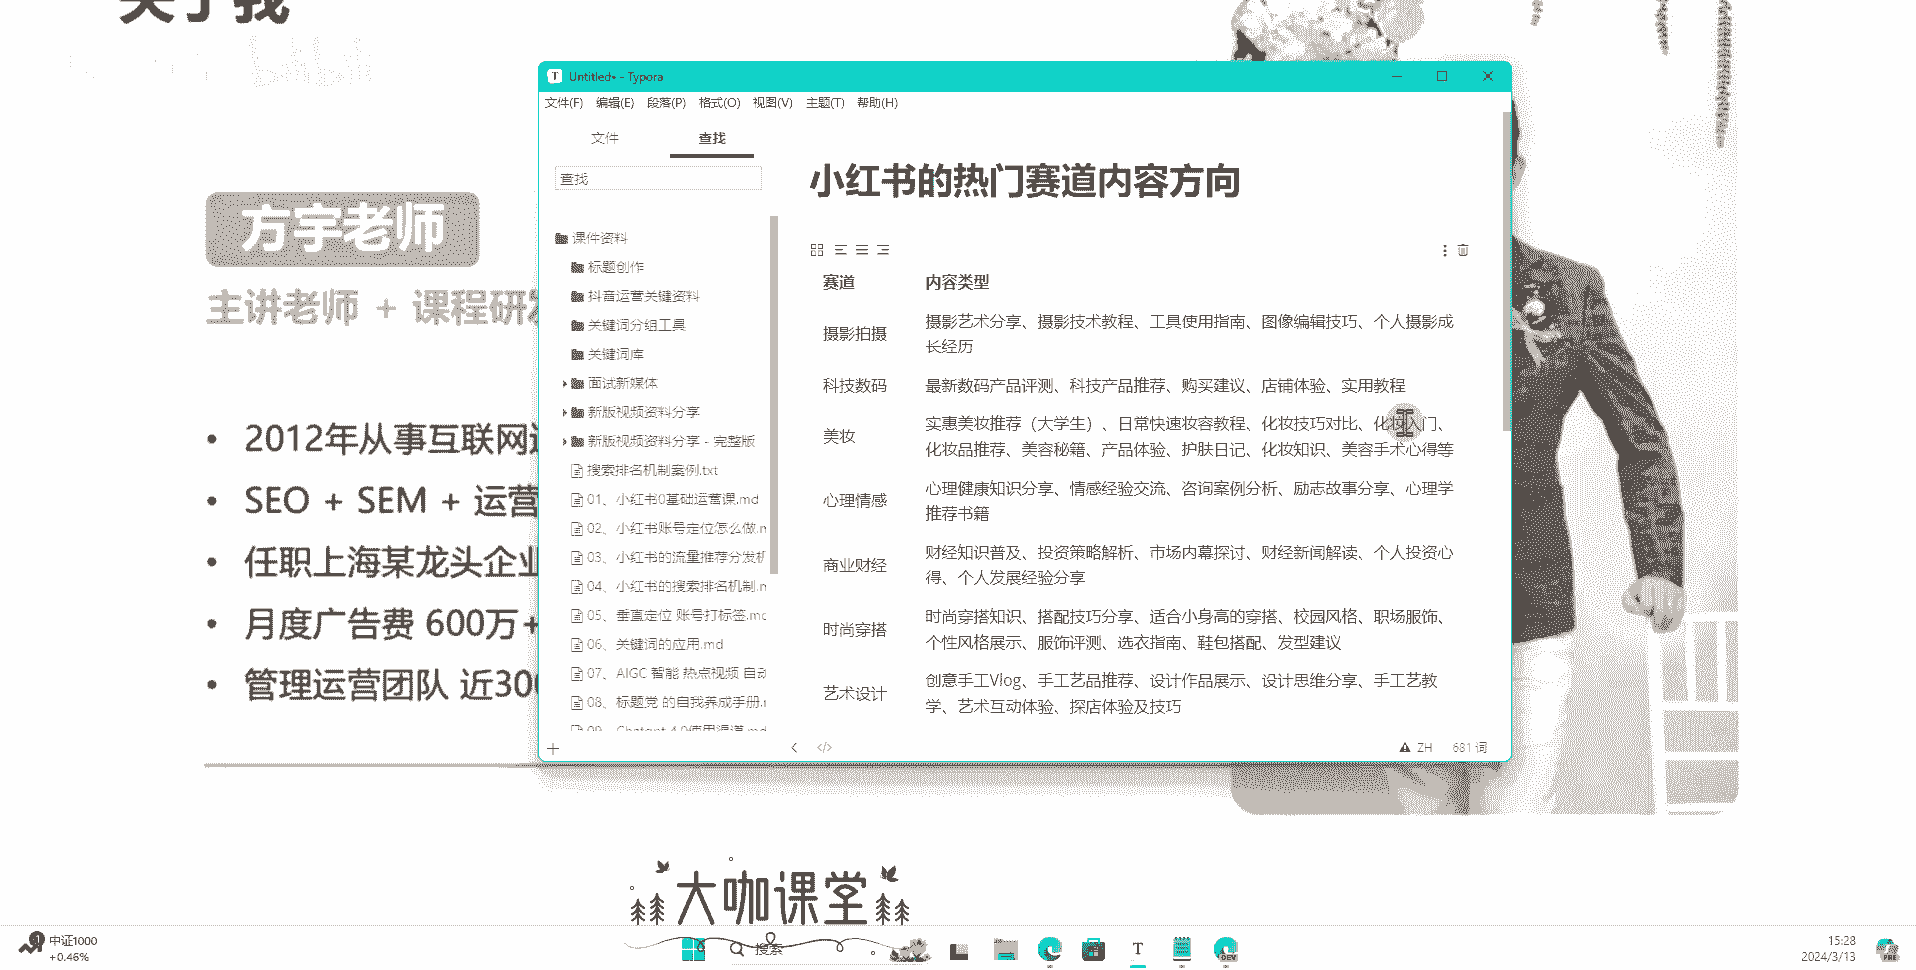 关于我
方宇老师
主讲老师 + 课程研发
2012年从事互联网运
SEO + SEM + 运营
任职上海某龙头企业
月度广告费 600万+
管理运营团队 近300
Untitled• - Typora
文件(F) 编辑(E) 段落(P) 格式(O) 视图(V) 主题(T) 帮助(H)
文件 查找
查找
课件资料
标题创作
抖音运营关键资料
关键词分组工具
关键词库
面试新媒体
新版视频资料分享
新版视频资料分享 - 完整版
搜索排名机制案例.txt
01、小红书0基础运营课.md
02、小红书账号定位怎么做.m
03、小红书的流量推荐分发机
04、小红书的搜索排名机制.m
05、垂直定位 账号打标签.md
06、关键词的应用.md
07、AIGC 智能 热点视频 自动
08、标题党 的自我养成手册.m
09、Chatgpt 4.0使用渠道.md
小红书的热门赛道内容方向
赛道 内容类型
摄影拍摄 摄影艺术分享、摄影技术教程、工具使用指南、图像编辑技巧、个人摄影成
长经历
科技数码 最新数码产品评测、科技产品推荐、购买建议、店铺体验、实用教程
美妆 实惠美妆推荐（大学生）、日常快速妆容教程、化妆技巧对比、化妆入门、
化妆品推荐、美容秘籍、产品体验、护肤日记、化妆知识、美容手术心得等
心理情感 心理健康知识分享、情感经验交流、咨询案例分析、励志故事分享、心理学
推荐书籍
商业财经 财经知识普及、投资策略解析、市场内幕探讨、财经新闻解读、个人投资心
得、个人发展经验分享
时尚穿搭 时尚穿搭知识、搭配技巧分享、适合小身高的穿搭、校园风格、职场服饰、
个性风格展示、服饰评测、选衣指南、鞋包搭配、发型建议
艺术设计 创意手工Vlog、手工艺品推荐、设计作品展示、设计思维分享、手工艺教
学、艺术互动体验、探店体验及技巧
ZH 681 词
大咖课堂
中证1000
+0.46%
搜索
T
DEV
15:28
2024/3/13
PRE